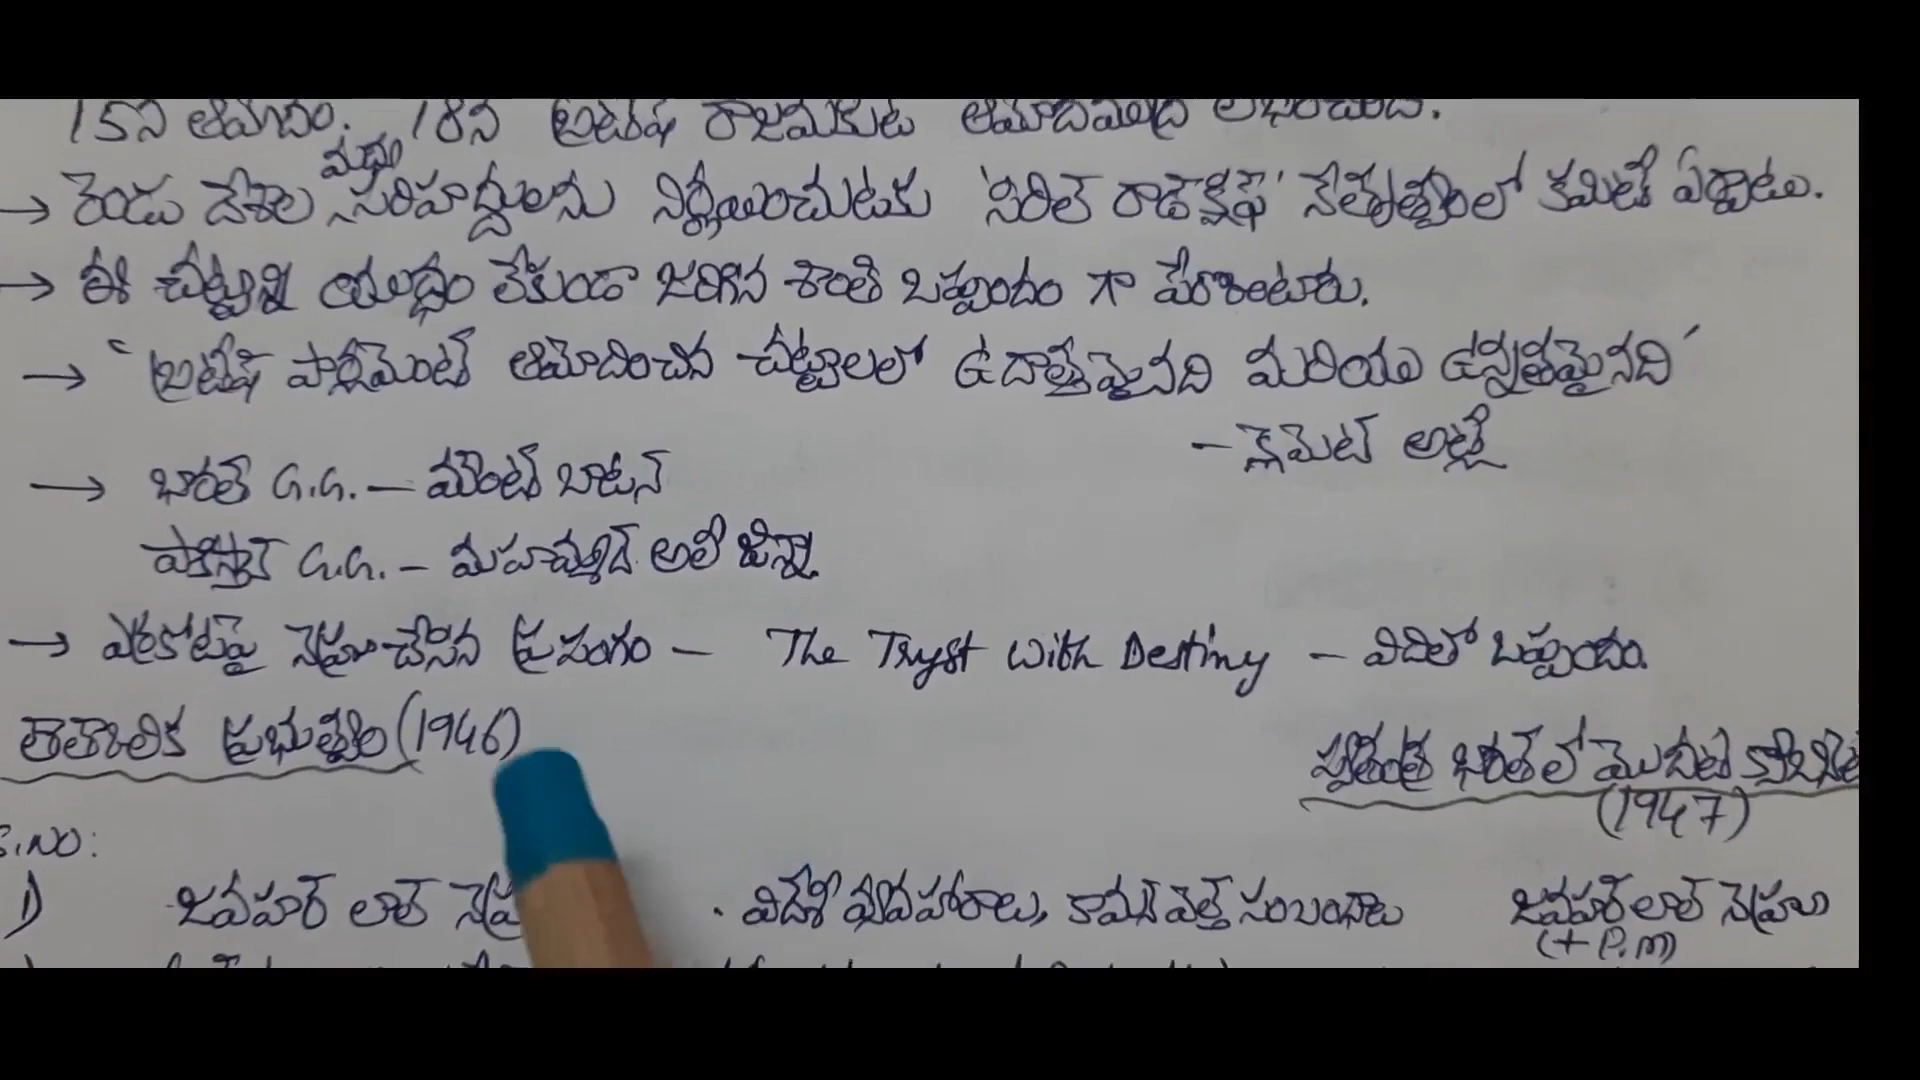 15న ఆమోదం. 18న బ్రిటీష్ రాజమకుట ఆమోదముద్ర లభించింది.
→ రెండు దేశాల మధ్య సరిహద్దులను నిర్ణయించుటకు 'సిరిల్ రాడ్ క్లిఫ్' నేతృత్వంలో కమిటీ ఏర్పాటు.
→ ఈ చట్టాన్ని యుద్ధం లేకుండా జరిగిన శాంతి ఒప్పందం గా పేర్కొంటారు.
→ "బ్రిటీష్ పార్లమెంట్ ఆమోదించిన చట్టాలలో ఉదాత్తమైనది మరియు ఉన్నతమైనది"
– క్లెమెట్ అట్లీ
→ భారత్ G.G. – మౌంట్ బాటన్
పాకిస్తాన్ G.G. – మహమ్మద్ అలీ జిన్నా
→ ఎర్రకోటపై నెహ్రూ చేసిన ప్రసంగం – The Tryst with Destiny – విధితో ఒప్పందం.
తాత్కాలిక ప్రభుత్వం (1946)
స్వతంత్ర భారత్ లో మొదటి
(1947)
S.NO:
1) జవహర్ లాల్ . విదేశీ వ్యవహారాలు, కామన్ వెల్త్ సంబంధాలు జవహర్ లాల్ నెహ్రూ
(+ P.M)